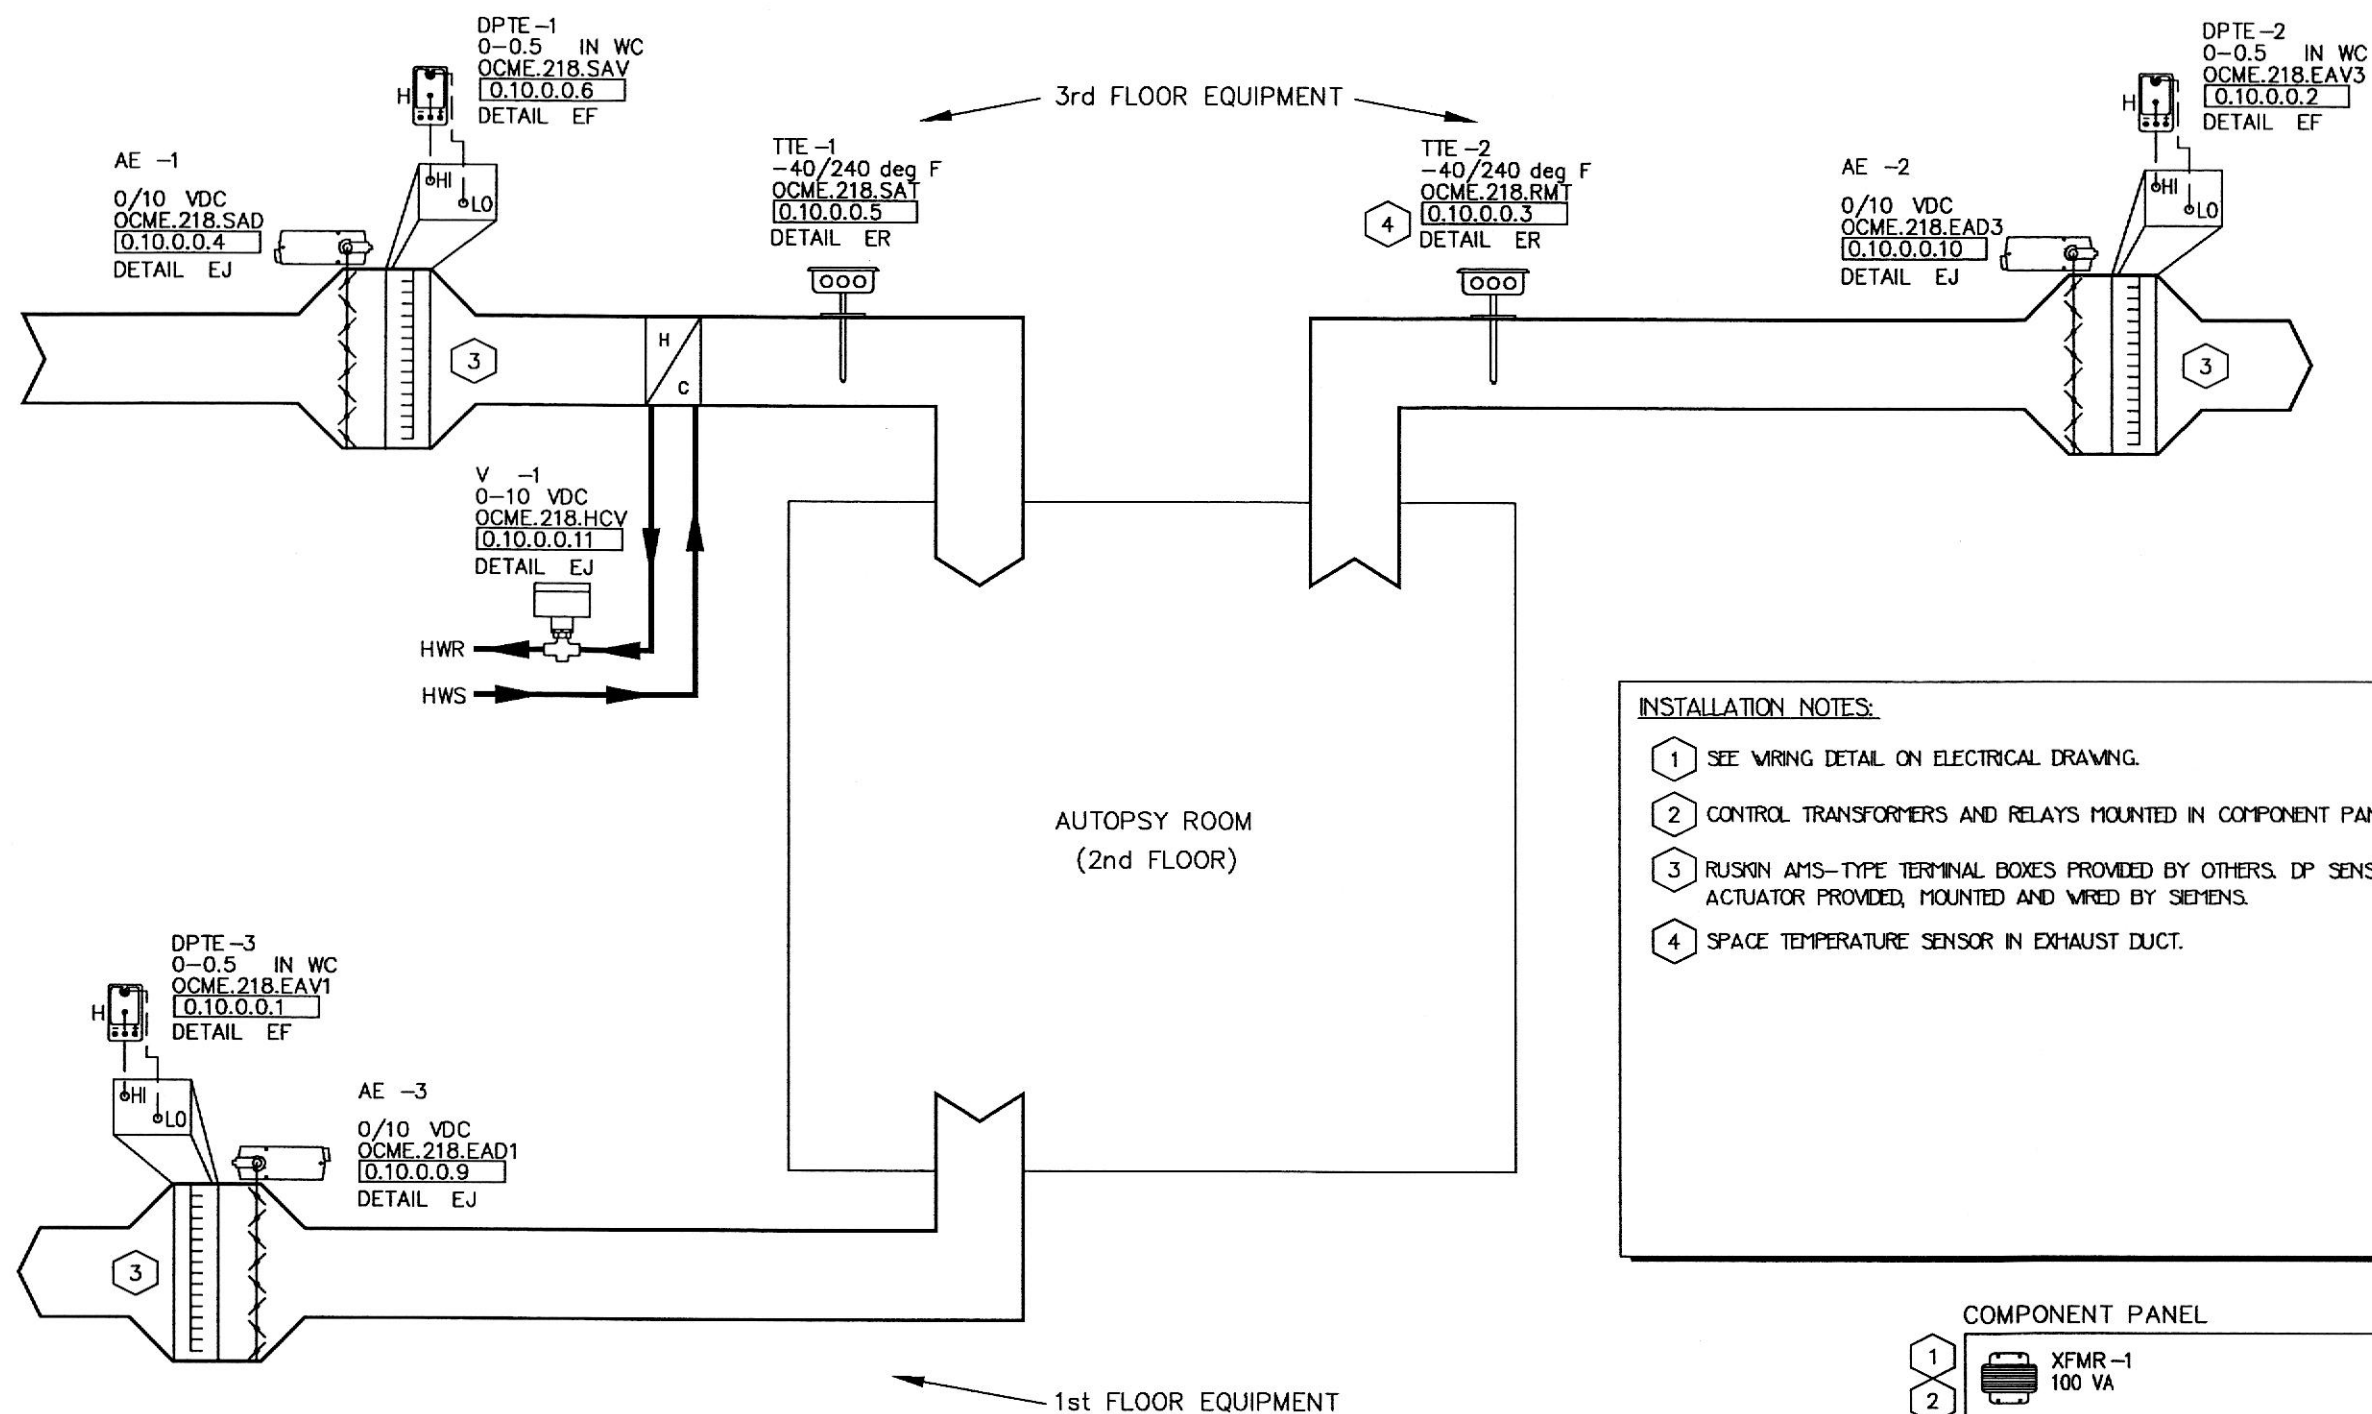 DPTE-1
0-0.5 IN WC
OCME.218.SAV
0.10.0.0.6
DETAIL EF
H
HI
LO
AE -1
0/10 VDC
OCME.218.SAD
0.10.0.0.4
DETAIL EJ
3rd FLOOR EQUIPMENT
TTE-1
-40/240 deg F
OCME.218.SAT
0.10.0.0.5
DETAIL ER
TTE-2
-40/240 deg F
OCME.218.RMT
0.10.0.0.3
DETAIL ER
4
DPTE-2
0-0.5 IN WC
OCME.218.EAV3
0.10.0.0.2
DETAIL EF
H
HI
LO
AE -2
0/10 VDC
OCME.218.EAD3
0.10.0.0.10
DETAIL EJ
3
H
C
3
V -1
0-10 VDC
OCME.218.HCV
0.10.0.0.11
DETAIL EJ
HWR
HWS
AUTOPSY ROOM
(2nd FLOOR)
INSTALLATION NOTES:
1 SEE WIRING DETAIL ON ELECTRICAL DRAWING.
2 CONTROL TRANSFORMERS AND RELAYS MOUNTED IN COMPONENT
3 RUSKIN AMS-TYPE TERMINAL BOXES PROVIDED BY OTHERS. DP
ACTUATOR PROVIDED, MOUNTED AND WIRED BY SIEMENS.
4 SPACE TEMPERATURE SENSOR IN EXHAUST DUCT.
DPTE-3
0-0.5 IN WC
OCME.218.EAV1
0.10.0.0.1
DETAIL EF
H
HI
LO
AE -3
0/10 VDC
OCME.218.EAD1
0.10.0.0.9
DETAIL EJ
3
1st FLOOR EQUIPMENT
COMPONENT PANEL
1
2
XFMR-1
100 VA